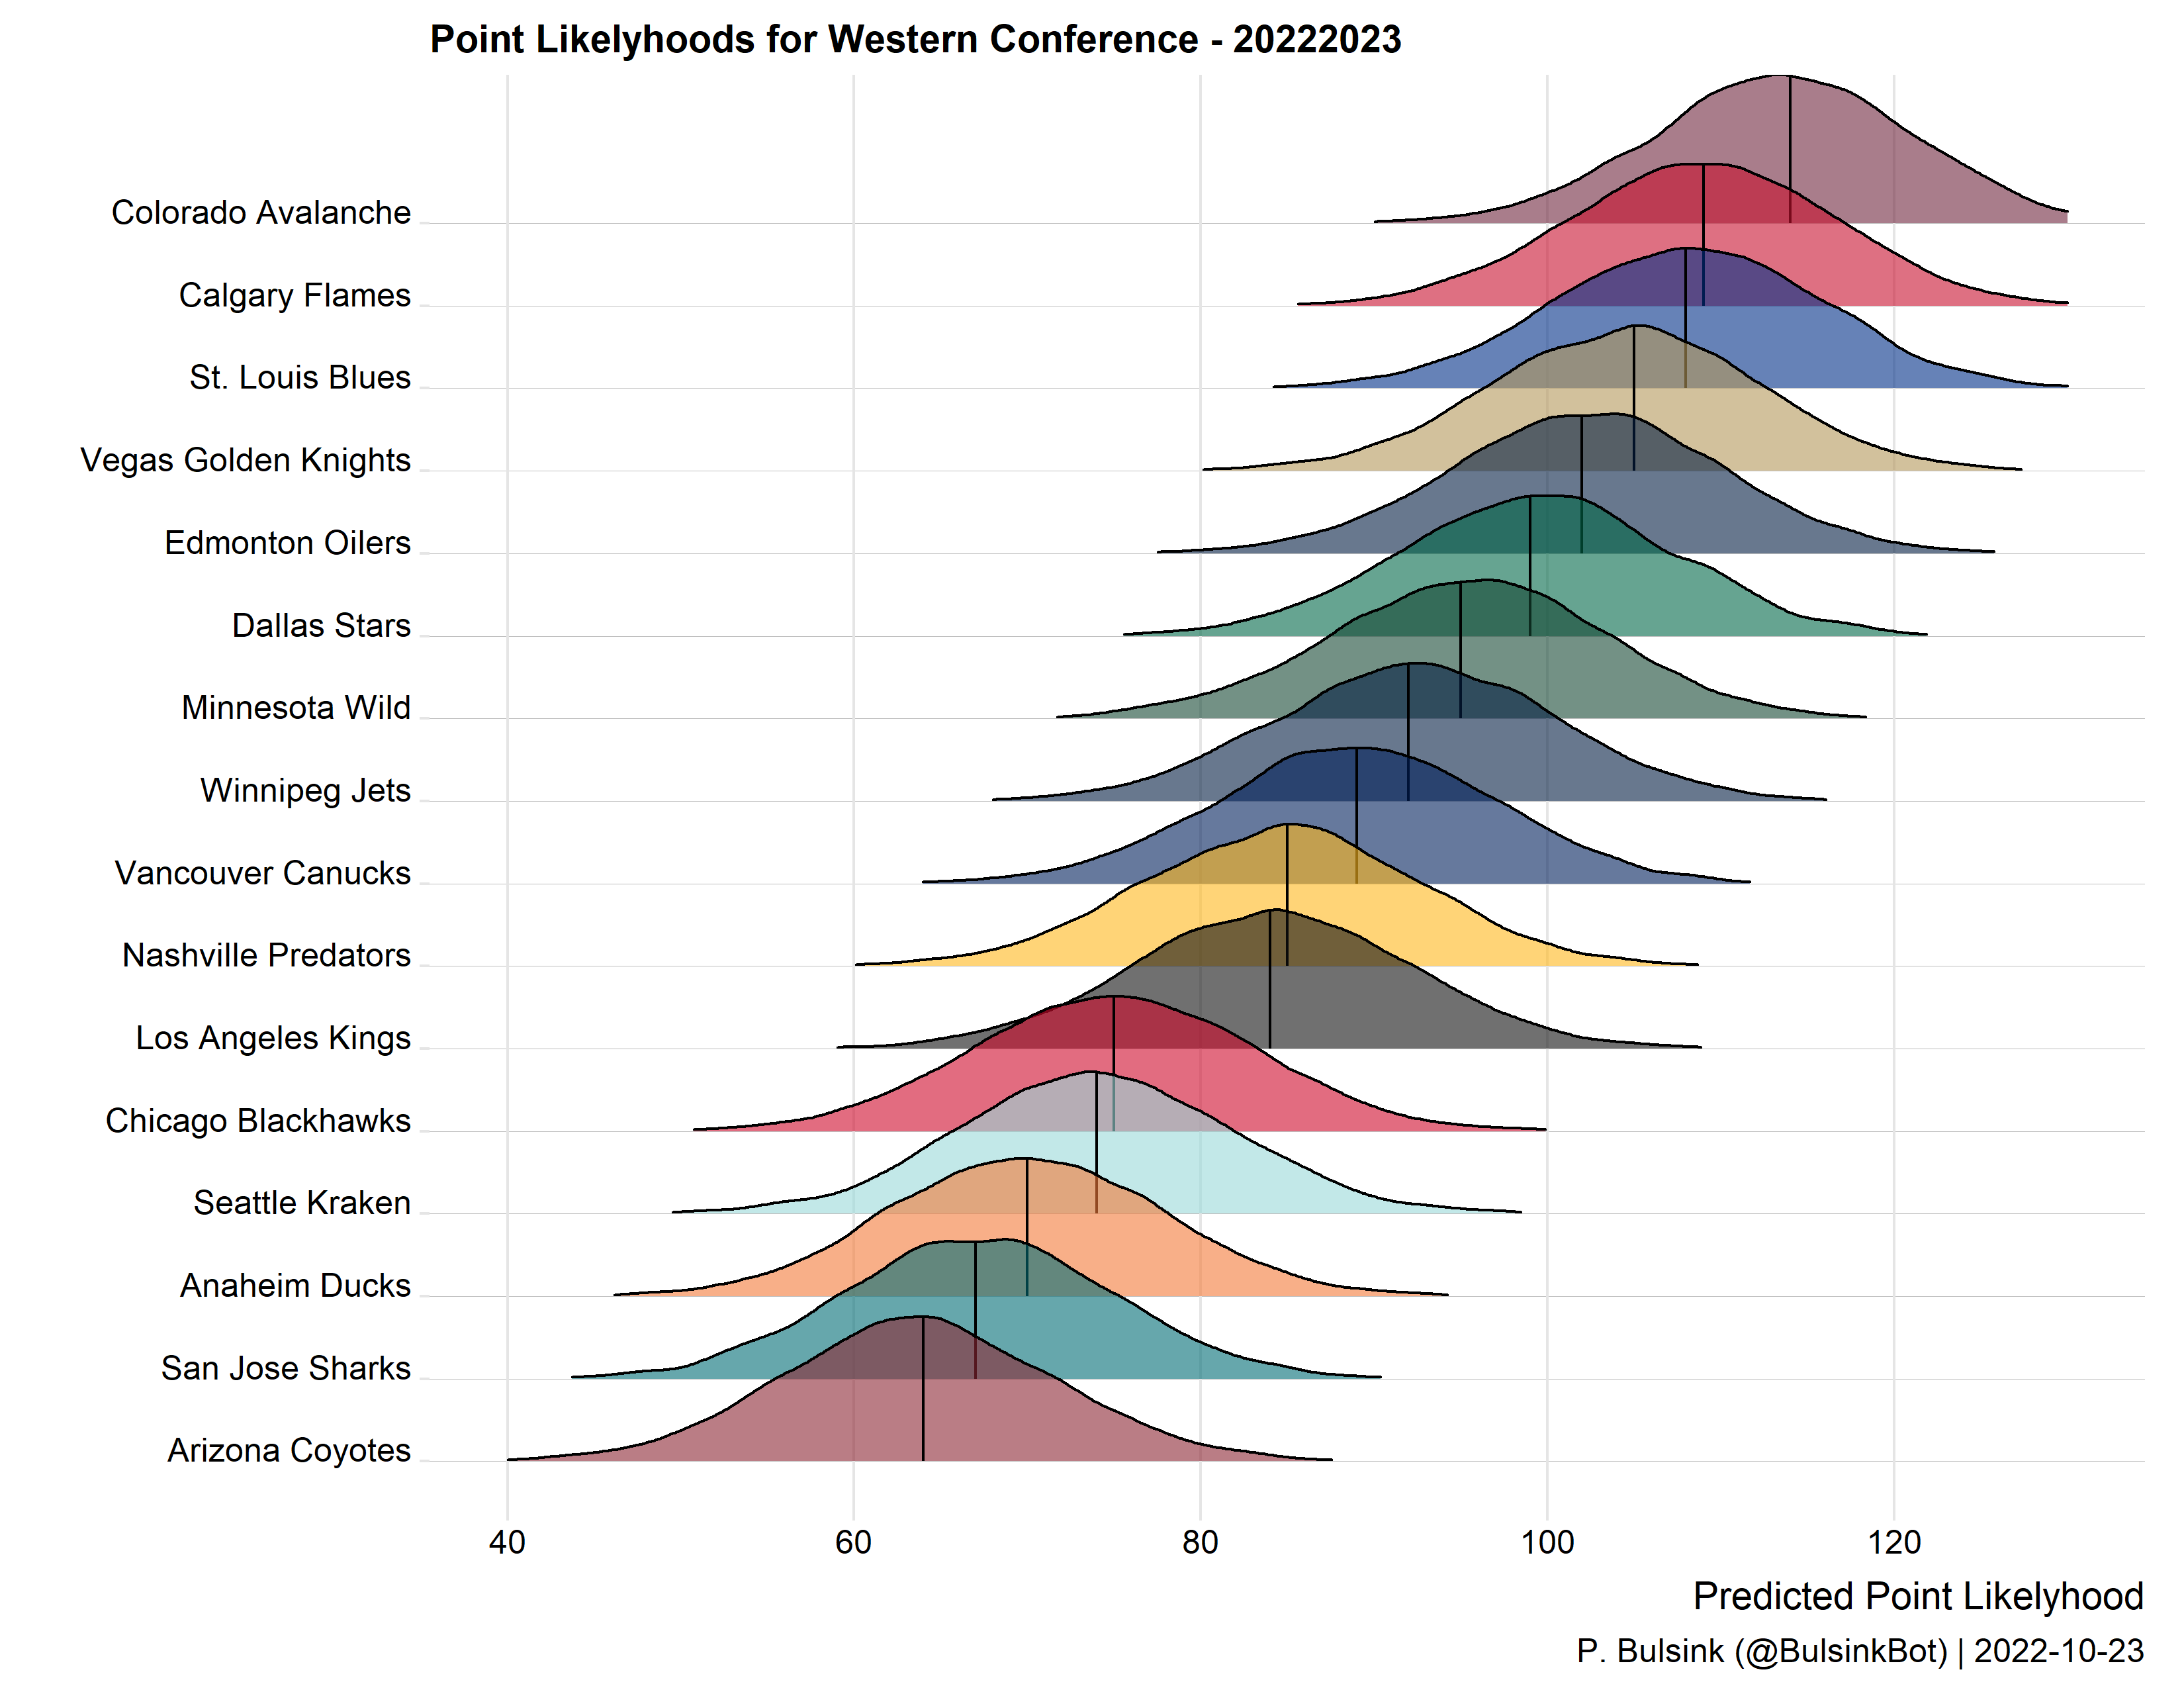 Point Likelyhoods for Western Conference - 20222023
Colorado Avalanche
Calgary Flames
St. Louis Blues
Vegas Golden Knights
Edmonton Oilers
Dallas Stars
Minnesota Wild
Winnipeg Jets
Vancouver Canucks
Nashville Predators
Los Angeles Kings
Chicago Blackhawks
Seattle Kraken
Anaheim Ducks
San Jose Sharks
Arizona Coyotes
40 60 80 100 120
Predicted Point Likelyhood
P. Bulsink (@BulsinkBot) | 2022-10-23